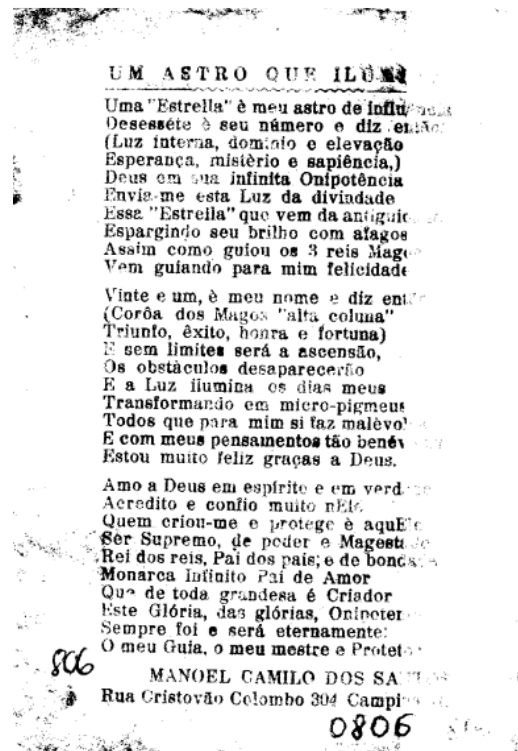 UM ASTRO QUE
Uma "Estrella" è meu astro de
Desessête è seu número e diz
(Luz interna, domínio e elevação
Esperança, mistèrio e sapiência,)
Deus em sua infinita Onipotência
Envia-me esta Luz da divindade
Essa "Estrella" que vem da
Espargindo seu brilho com afagos
Assim como guiou os 3 reis
Vem guiando para mim felicidade
Vinte e um, è meu nome e diz
(Corôa dos Magos "alta coluna"
Triunfo, êxito, honra e fortuna)
E sem limites será a ascensão,
Os obstàculos desaparecerão
E a Luz ilumina os dias meus
Transformando em micro-pigmeus
Todos que para mim si faz
E com meus pensamentos tão
Estou muito feliz graças a Deus.
Amo a Deus em espírito e em
Acredito e confio muito nEle
Quem criou-me e protege è
Ser Supremo, de poder e
Rei dos reis, Pai dos pais; e de
Monarca Infinito Pai de Amor
Que de toda grandesa é Criador
Este Glória, das glórias,
Sempre foi e será eternamente:
O meu Guia, o meu mestre e
806
MANOEL CAMILO DOS
Rua Cristovão Colombo 304
0806